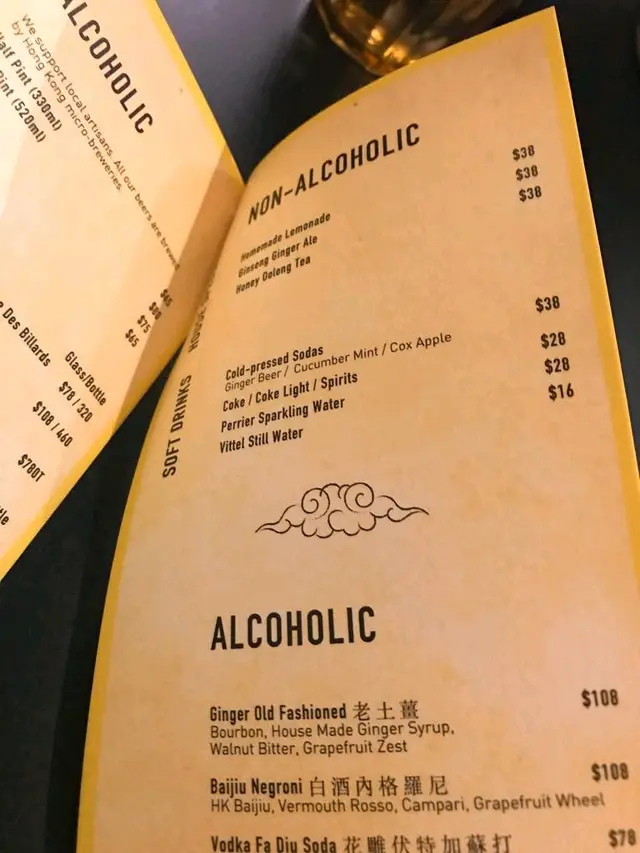 ALCOHOLIC
We support local artisans. All our beers are brewed
by Hong Kong micro-breweries.
Half Pint (330ml)
Pint (520ml)
$65
$80
$75
$65
Des Billards
Glass/Bottle
$78 / 320
$108 / 460
$780T
NON-ALCOHOLIC
Homemade Lemonade $38
Ginseng Ginger Ale $38
Honey Oolong Tea $38
SOFT DRINKS
Cold-pressed Sodas $38
Ginger Beer / Cucumber Mint / Cox Apple
Coke / Coke Light / Spirits $28
Perrier Sparkling Water $28
Vittel Still Water $16
ALCOHOLIC
Ginger Old Fashioned 老土薑 $108
Bourbon, House Made Ginger Syrup,
Walnut Bitter, Grapefruit Zest
Baijiu Negroni 白酒內格羅尼 $108
HK Baijiu, Vermouth Rosso, Campari, Grapefruit Wheel
Vodka Fa Diu Soda 花雕伏特加蘇打 $78